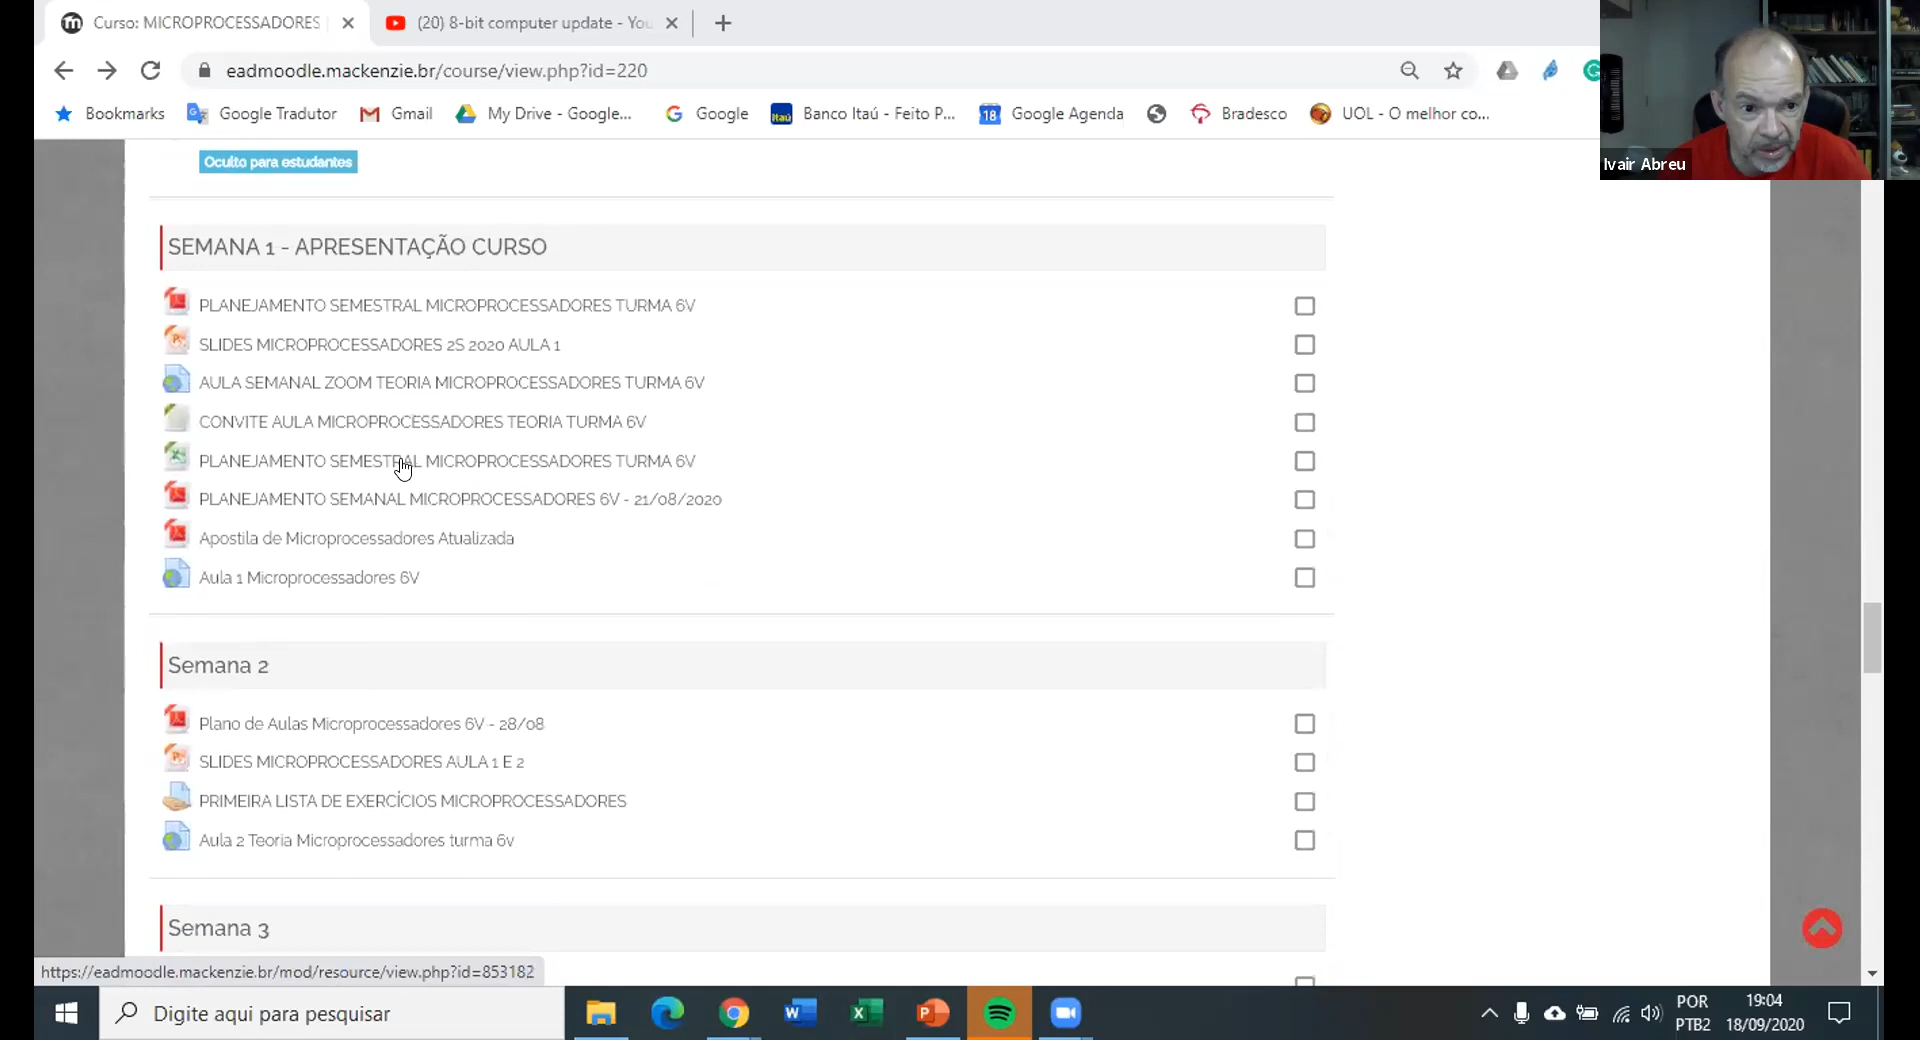 Curso: MICROPROCESSADORES
(20) 8-bit computer update - You
eadmoodle.mackenzie.br/course/view.php?id=220
Bookmarks
Google Tradutor
Gmail
My Drive - Google...
Google
Itaú
Banco Itaú - Feito P...
18
Google Agenda
Bradesco
UOL - O melhor co...
Ivair Abreu
Oculto para estudantes
SEMANA 1 - APRESENTAÇÃO CURSO
PLANEJAMENTO SEMESTRAL MICROPROCESSADORES TURMA 6V
SLIDES MICROPROCESSADORES 2S 2020 AULA 1
AULA SEMANAL ZOOM TEORIA MICROPROCESSADORES TURMA 6V
CONVITE AULA MICROPROCESSADORES TEORIA TURMA 6V
PLANEJAMENTO SEMESTRAL MICROPROCESSADORES TURMA 6V
PLANEJAMENTO SEMANAL MICROPROCESSADORES 6V - 21/08/2020
Apostila de Microprocessadores Atualizada
Aula 1 Microprocessadores 6V
Semana 2
Plano de Aulas Microprocessadores 6V - 28/08
SLIDES MICROPROCESSADORES AULA 1 E 2
PRIMEIRA LISTA DE EXERCÍCIOS MICROPROCESSADORES
Aula 2 Teoria Microprocessadores turma 6v
Semana 3
https://eadmoodle.mackenzie.br/mod/resource/view.php?id=853182
Digite aqui para pesquisar
POR
PTB2
19:04
18/09/2020